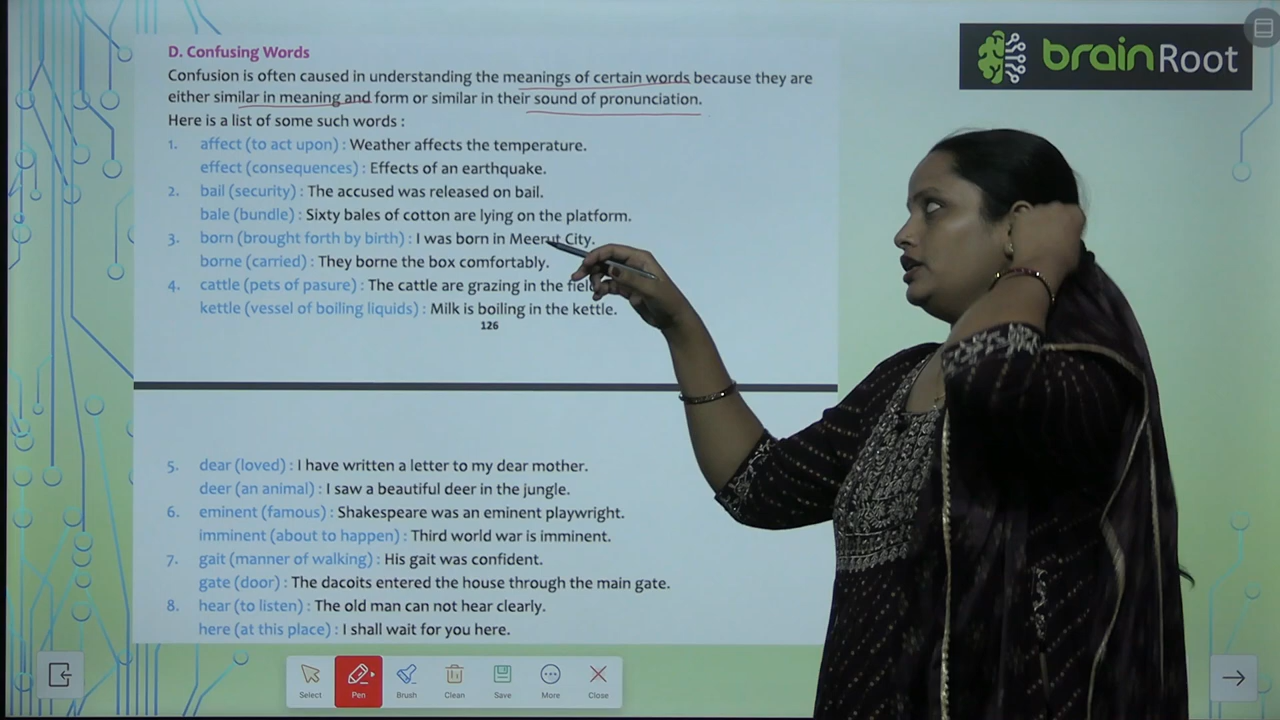 brainRoot
D. Confusing Words
Confusion is often caused in understanding the meanings of certain words because they are
either similar in meaning and form or similar in their sound of pronunciation.
Here is a list of some such words :
1. affect (to act upon) : Weather affects the temperature.
effect (consequences) : Effects of an earthquake.
2. bail (security) : The accused was released on bail.
bale (bundle) : Sixty bales of cotton are lying on the platform.
3. born (brought forth by birth) : I was born in Meerut City.
borne (carried) : They borne the box comfortably.
4. cattle (pets of pasure) : The cattle are grazing in the
kettle (vessel of boiling liquids) : Milk is boiling in the kettle.
126
5. dear (loved) : I have written a letter to my dear mother.
deer (an animal) : I saw a beautiful deer in the jungle.
6. eminent (famous) : Shakespeare was an eminent playwright.
imminent (about to happen) : Third world war is imminent.
7. gait (manner of walking) : His gait was confident.
gate (door) : The dacoits entered the house through the main gate.
8. hear (to listen) : The old man can not hear clearly.
here (at this place) : I shall wait for you here.
Select Pen Brush Clean Save More Close